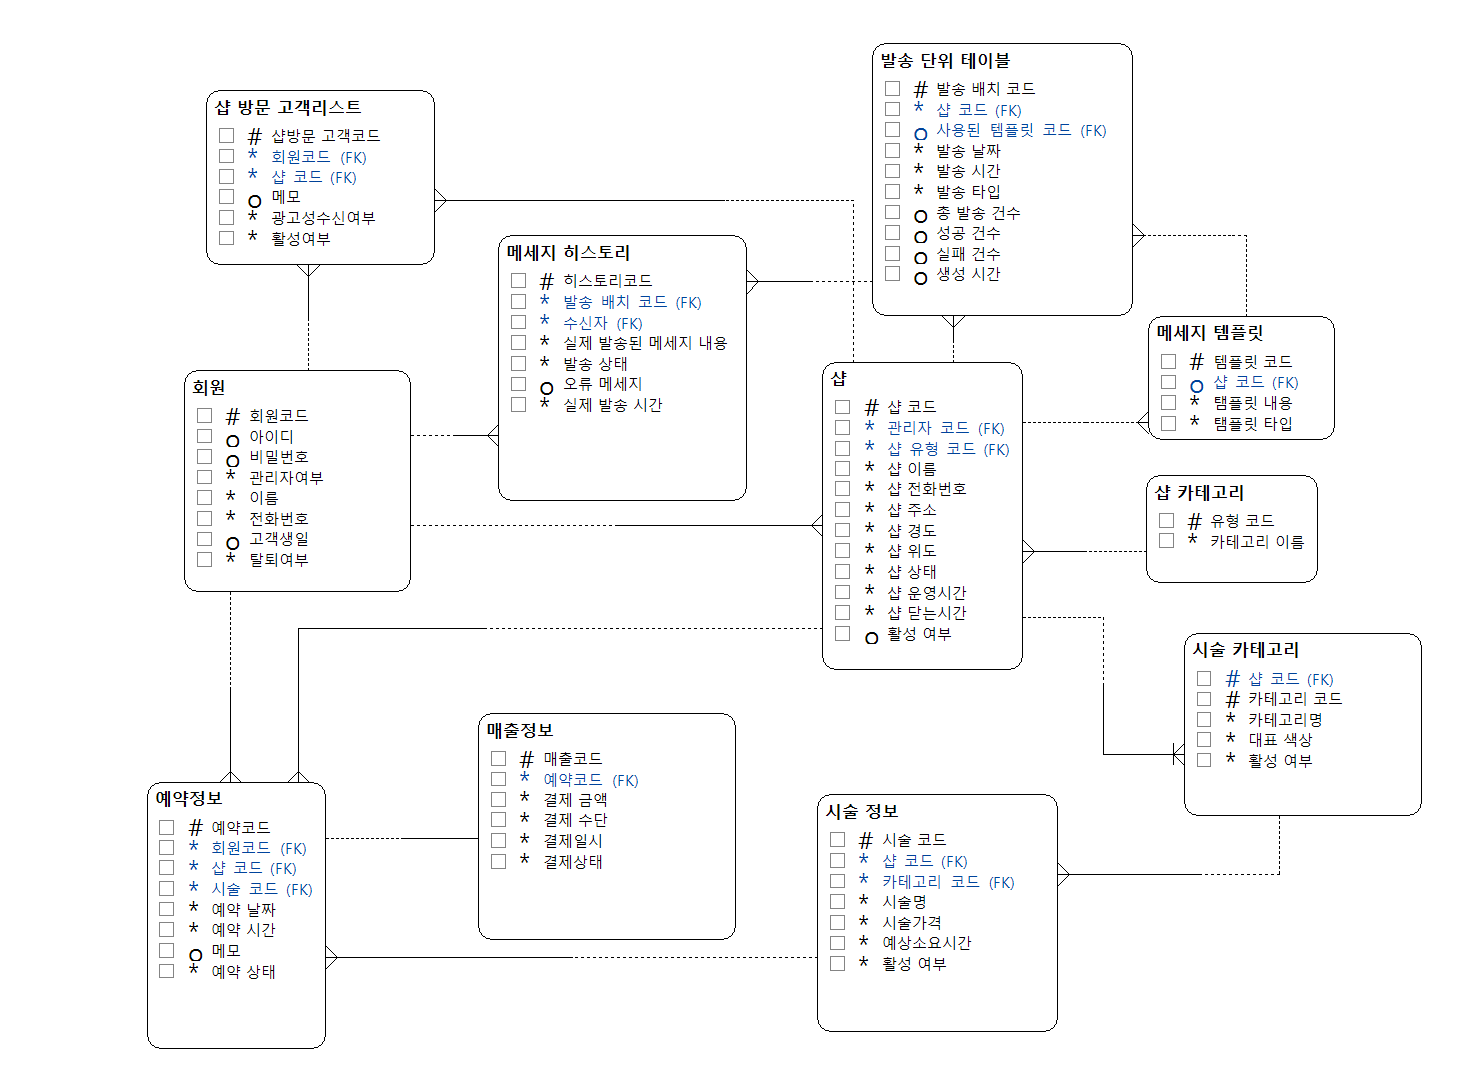 발송 단위 테이블
# 발송 배치 코드
* 샵 코드 (FK)
o 사용된 템플릿 코드 (FK)
* 발송 날짜
* 발송 시간
* 발송 타입
o 총 발송 건수
o 성공 건수
o 실패 건수
o 생성 시간
샵 방문 고객리스트
# 샵방문 고객코드
* 회원코드 (FK)
* 샵 코드 (FK)
o 메모
* 광고성수신여부
* 활성여부
메세지 히스토리
# 히스토리코드
* 발송 배치 코드 (FK)
* 수신자 (FK)
* 실제 발송된 메세지 내용
* 발송 상태
o 오류 메세지
* 실제 발송 시간
메세지 템플릿
# 템플릿 코드
o 샵 코드 (FK)
* 탬플릿 내용
* 탬플릿 타입
회원
# 회원코드
o 아이디
o 비밀번호
* 관리자여부
* 이름
* 전화번호
o 고객생일
* 탈퇴여부
샵
# 샵 코드
* 관리자 코드 (FK)
* 샵 유형 코드 (FK)
* 샵 이름
* 샵 전화번호
* 샵 주소
* 샵 경도
* 샵 위도
* 샵 상태
* 샵 운영시간
* 샵 닫는시간
o 활성 여부
샵 카테고리
# 유형 코드
* 카테고리 이름
시술 카테고리
# 샵 코드 (FK)
# 카테고리 코드
* 카테고리명
* 대표 색상
* 활성 여부
매출정보
# 매출코드
* 예약코드 (FK)
* 결제 금액
* 결제 수단
* 결제일시
* 결제상태
예약정보
# 예약코드
* 회원코드 (FK)
* 샵 코드 (FK)
* 시술 코드 (FK)
* 예약 날짜
* 예약 시간
o 메모
* 예약 상태
시술 정보
# 시술 코드
* 샵 코드 (FK)
* 카테고리 코드 (FK)
* 시술명
* 시술가격
* 예상소요시간
* 활성 여부